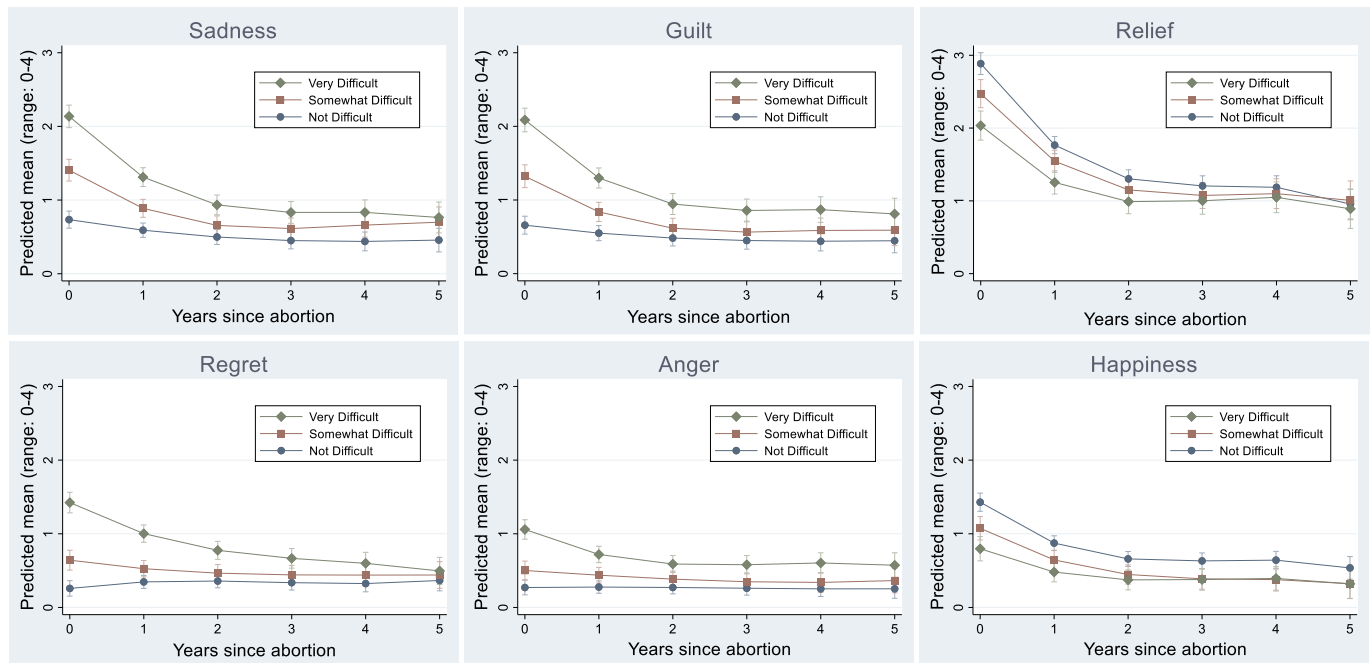 Sadness
Predicted mean (range: 0-4)
3
2
1
0
Very Difficult
Somewhat Difficult
Not Difficult
0 1 2 3 4 5
Years since abortion
Guilt
Predicted mean (range: 0-4)
3
2
1
0
Very Difficult
Somewhat Difficult
Not Difficult
0 1 2 3 4 5
Years since abortion
Relief
Predicted mean (range: 0-4)
3
2
1
0
Very Difficult
Somewhat Difficult
Not Difficult
0 1 2 3 4 5
Years since abortion
Regret
Predicted mean (range: 0-4)
3
2
1
0
Very Difficult
Somewhat Difficult
Not Difficult
0 1 2 3 4 5
Years since abortion
Anger
Predicted mean (range: 0-4)
3
2
1
0
Very Difficult
Somewhat Difficult
Not Difficult
0 1 2 3 4 5
Years since abortion
Happiness
Predicted mean (range: 0-4)
3
2
1
0
Very Difficult
Somewhat Difficult
Not Difficult
0 1 2 3 4 5
Years since abortion